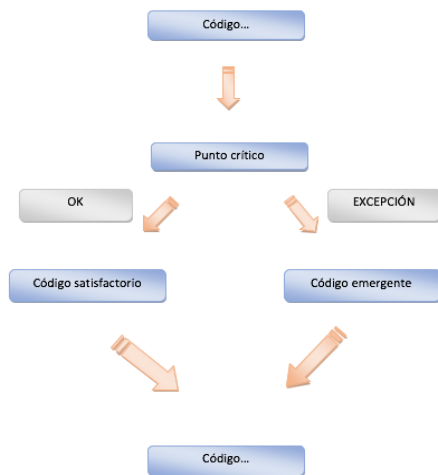 Código...
Punto crítico
OK
EXCEPCIÓN
Código satisfactorio
Código emergente
Código...